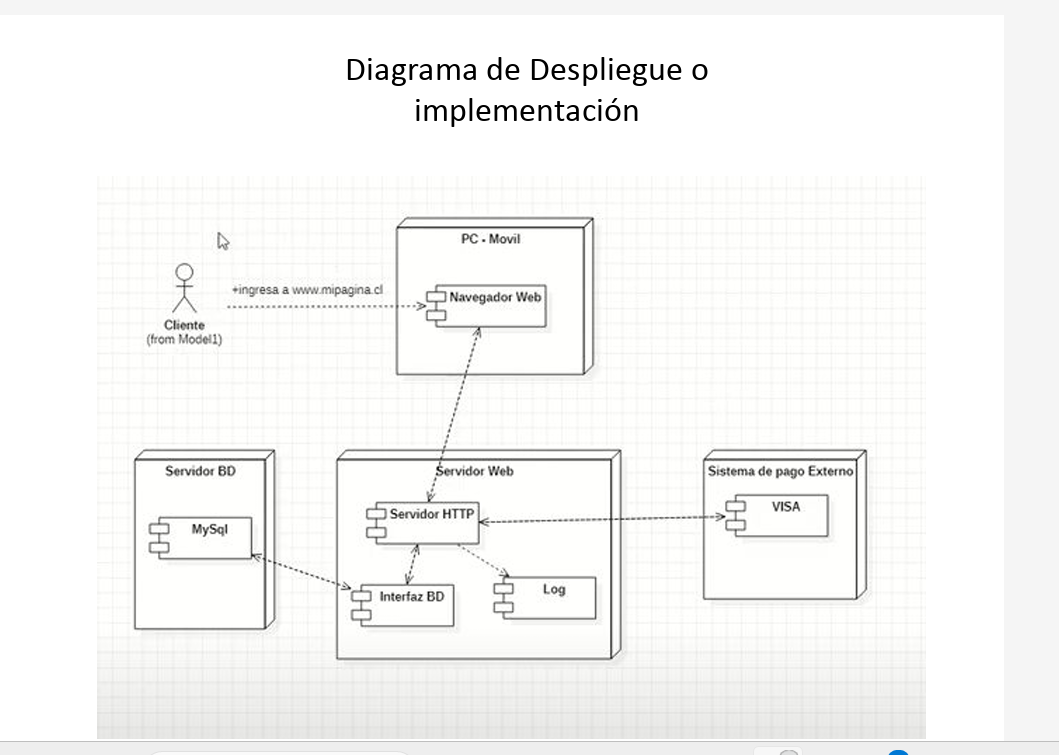 Diagrama de Despliegue o
implementación
PC - Movil
+ingresa a www.mipagina.cl
Navegador Web
Cliente
(from Model1)
Servidor BD
Servidor Web
Sistema de pago Externo
MySql
Servidor HTTP
VISA
Interfaz BD
Log